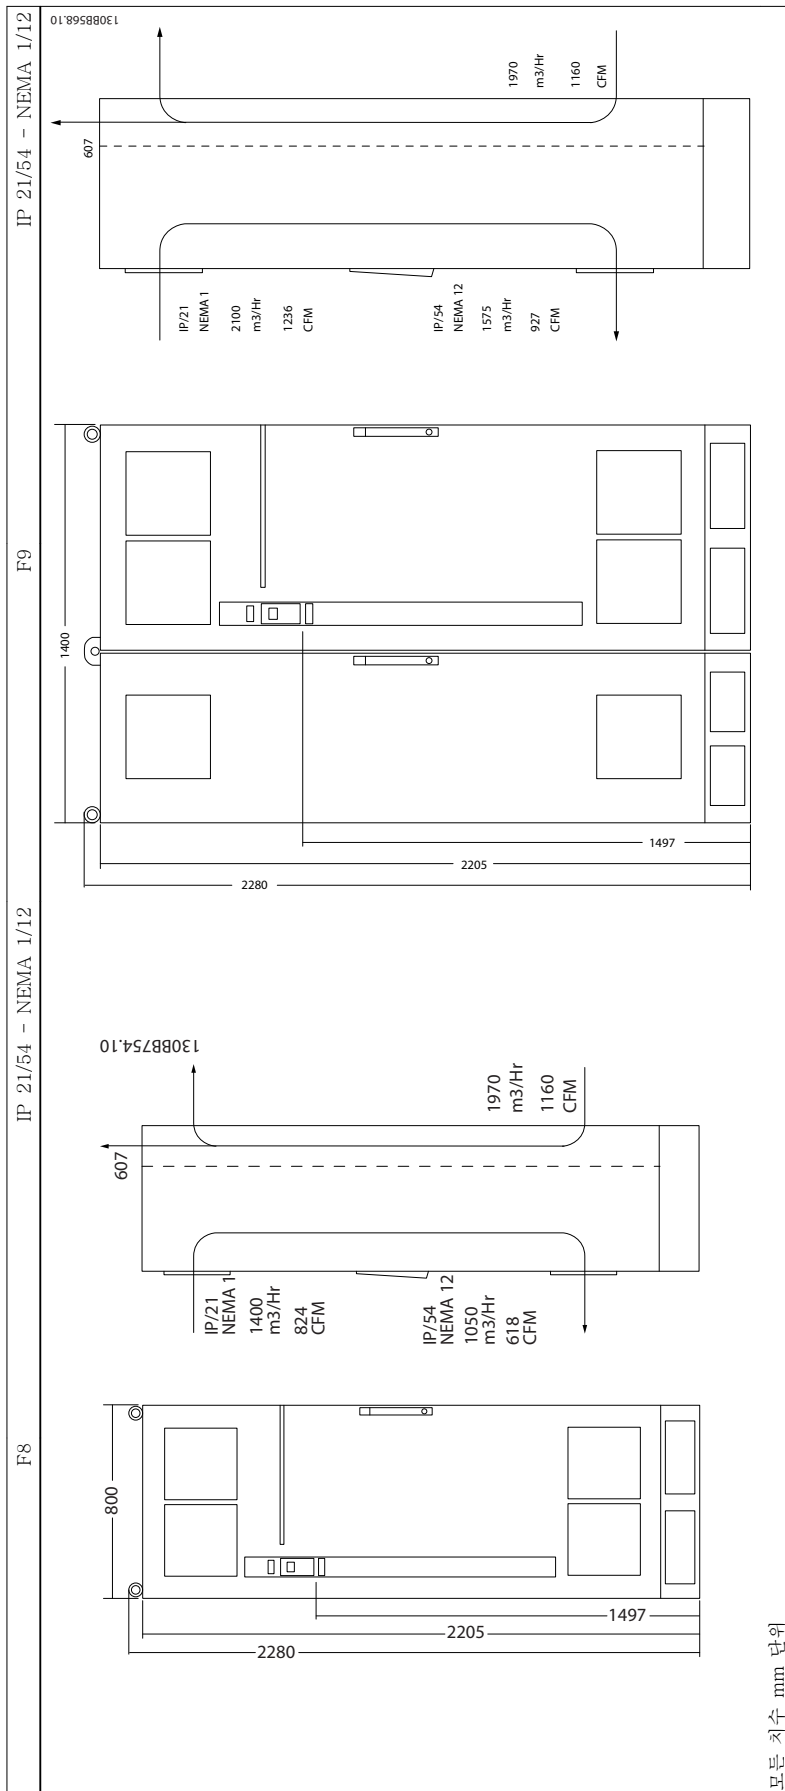 F8
IP 21/54 - NEMA 1/12
F9
IP 21/54 - NEMA 1/12
130BB754.10
607
1970
m3/Hr
1160
CFM
IP/21
NEMA 1
1400
m3/Hr
824
CFM
IP/54
NEMA 12
1050
m3/Hr
618
CFM
800
1497
2205
2280
130BB568.10
607
1970
m3/Hr
1160
CFM
IP/21
NEMA 1
2100
m3/Hr
1236
CFM
IP/54
NEMA 12
1575
m3/Hr
927
CFM
1400
1497
2205
2280
모든 치수 mm 단위